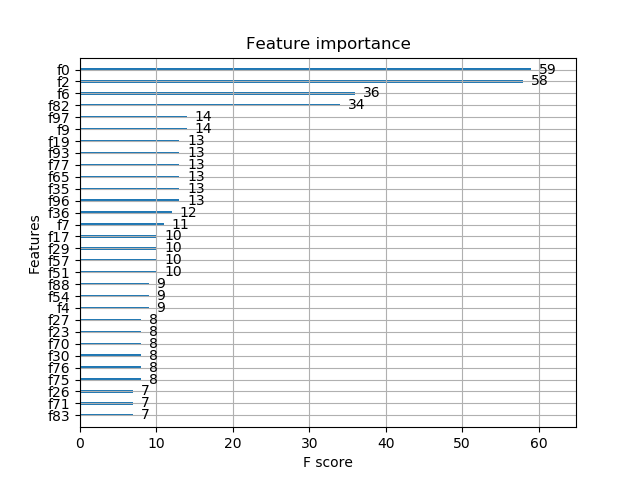 Feature importance
Features
f0 59
f2 58
f6 36
f82 34
f97 14
f9 14
f19 13
f93 13
f77 13
f65 13
f35 13
f96 13
f36 12
f7 11
f17 10
f29 10
f57 10
f51 10
f88 9
f54 9
f4 9
f27 8
f23 8
f70 8
f30 8
f76 8
f75 8
f26 7
f71 7
f83 7
0 10 20 30 40 50 60
F score